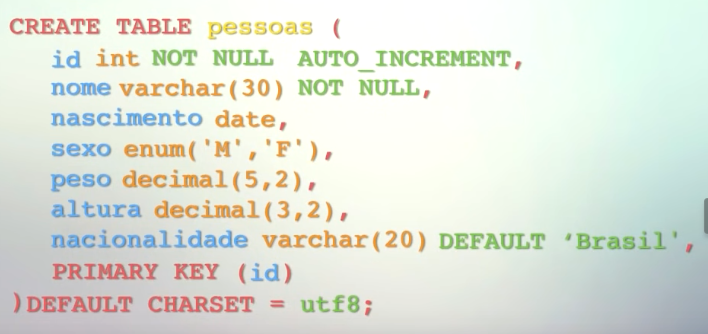 CREATE TABLE pessoas (
id int NOT NULL AUTO_INCREMENT,
nome varchar(30) NOT NULL,
nascimento date,
sexo enum('M','F'),
peso decimal(5,2),
altura decimal(3,2),
nacionalidade varchar(20) DEFAULT ‘Brasil',
PRIMARY KEY (id)
)DEFAULT CHARSET = utf8;